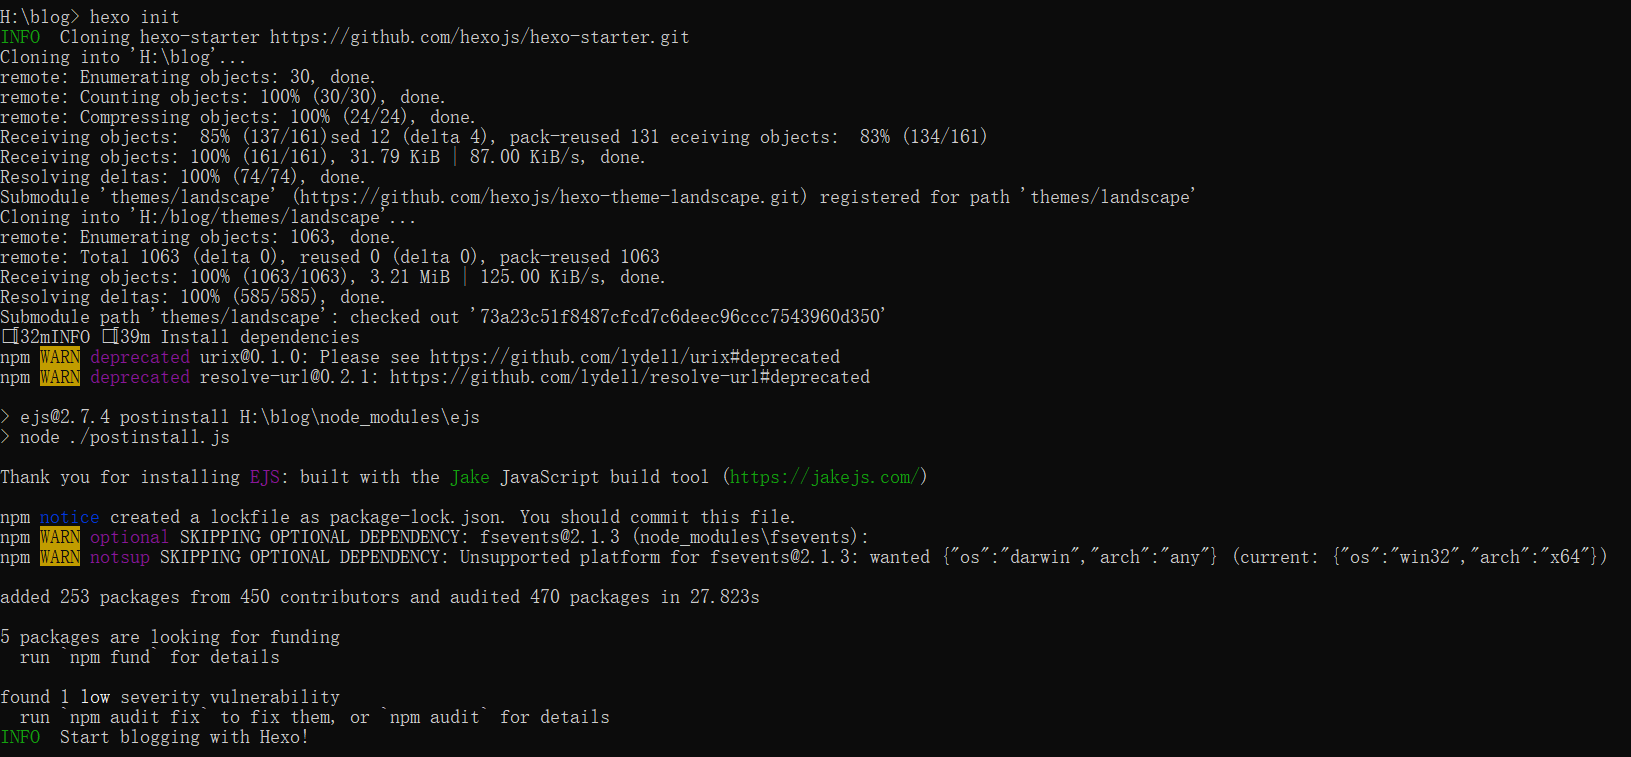 H:\blog> hexo init
INFO  Cloning hexo-starter https://github.com/hexojs/hexo-starter.git
Cloning into 'H:\blog'...
remote: Enumerating objects: 30, done.
remote: Counting objects: 100% (30/30), done.
remote: Compressing objects: 100% (24/24), done.
Receiving objects:  85% (137/161)sed 12 (delta 4), pack-reused 131 eceiving objects:  83% (134/161)
Receiving objects: 100% (161/161), 31.79 KiB | 87.00 KiB/s, done.
Resolving deltas: 100% (74/74), done.
Submodule 'themes/landscape' (https://github.com/hexojs/hexo-theme-landscape.git) registered for path 'themes/landscape'
Cloning into 'H:/blog/themes/landscape'...
remote: Enumerating objects: 1063, done.
remote: Total 1063 (delta 0), reused 0 (delta 0), pack-reused 1063
Receiving objects: 100% (1063/1063), 3.21 MiB | 125.00 KiB/s, done.
Resolving deltas: 100% (585/585), done.
Submodule path 'themes/landscape': checked out '73a23c51f8487cfcd7c6deec96ccc7543960d350'
□[32mINFO □[39m Install dependencies
npm WARN deprecated urix@0.1.0: Please see https://github.com/lydell/urix#deprecated
npm WARN deprecated resolve-url@0.2.1: https://github.com/lydell/resolve-url#deprecated
> ejs@2.7.4 postinstall H:\blog\node_modules\ejs
> node ./postinstall.js
Thank you for installing EJS: built with the Jake JavaScript build tool (https://jakejs.com/)
npm notice created a lockfile as package-lock.json. You should commit this file.
npm WARN optional SKIPPING OPTIONAL DEPENDENCY: fsevents@2.1.3 (node_modules\fsevents):
npm WARN notsup SKIPPING OPTIONAL DEPENDENCY: Unsupported platform for fsevents@2.1.3: wanted {"os":"darwin","arch":"any"} (current: {"os":"win32","arch":"x64"})
added 253 packages from 450 contributors and audited 470 packages in 27.823s
5 packages are looking for funding
  run `npm fund` for details
found 1 low severity vulnerability
  run `npm audit fix` to fix them, or `npm audit` for details
INFO  Start blogging with Hexo!